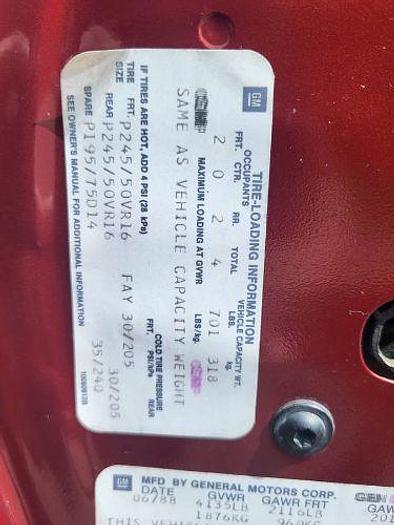 GM
TIRE-LOADING INFORMATION
OCCUPANTS VEHICLE CAPACITY WT.
FRT. CTR. RR. TOTAL LBS. kg.
2 0 2 4 701 318
MAXIMUM LOADING AT GVWR LBS/kg.
SAME AS VEHICLE CAPACITY WEIGHT
TIRE SIZE COLD TIRE PRESSURE PSI/kPa
FRT. P245/50VR16 FAY FRT. 30/205
REAR P245/50VR16 REAR 30/205
SPARE P195/75D14 35/240
IF TIRES ARE HOT, ADD 4 PSI (28 kPa)
SEE OWNER'S MANUAL FOR ADDITIONAL INFORMATION
GM
MFD BY GENERAL MOTORS CORP.
DATE GVWR GAWR FRT
06/88 4135LB 2116LB
1876KG 960KG
THIS VEHICLE